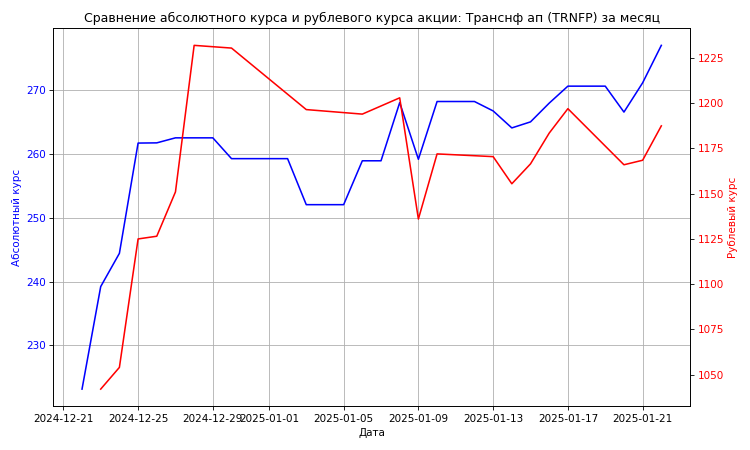 Сравнение абсолютного курса и рублевого курса акции: Транснф ап (TRNFP) за месяц
Абсолютный курс
270
260
250
240
230
1225
1200
1175
1150
1125
1100
1075
1050
Рублевый курс
2024-12-21 2024-12-25 2024-12-29 2025-01-01 2025-01-05 2025-01-09 2025-01-13 2025-01-17 2025-01-21
Дата